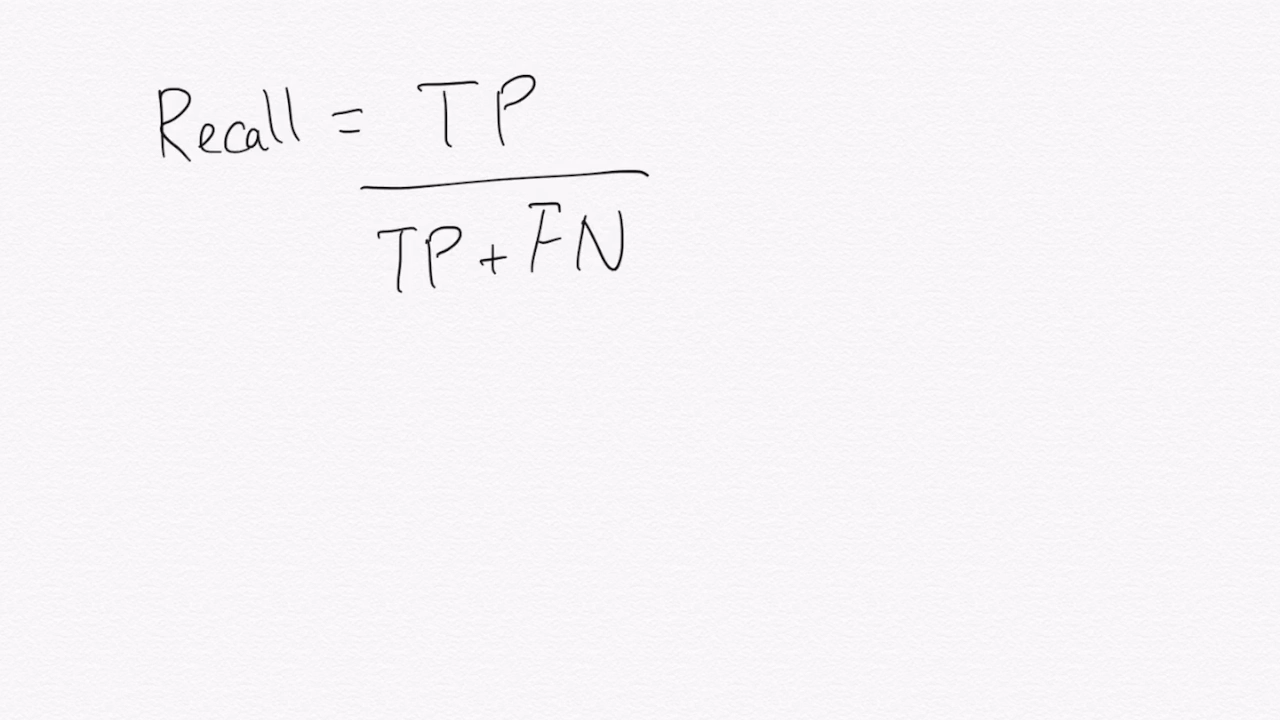 Recall = TP
TP + FN